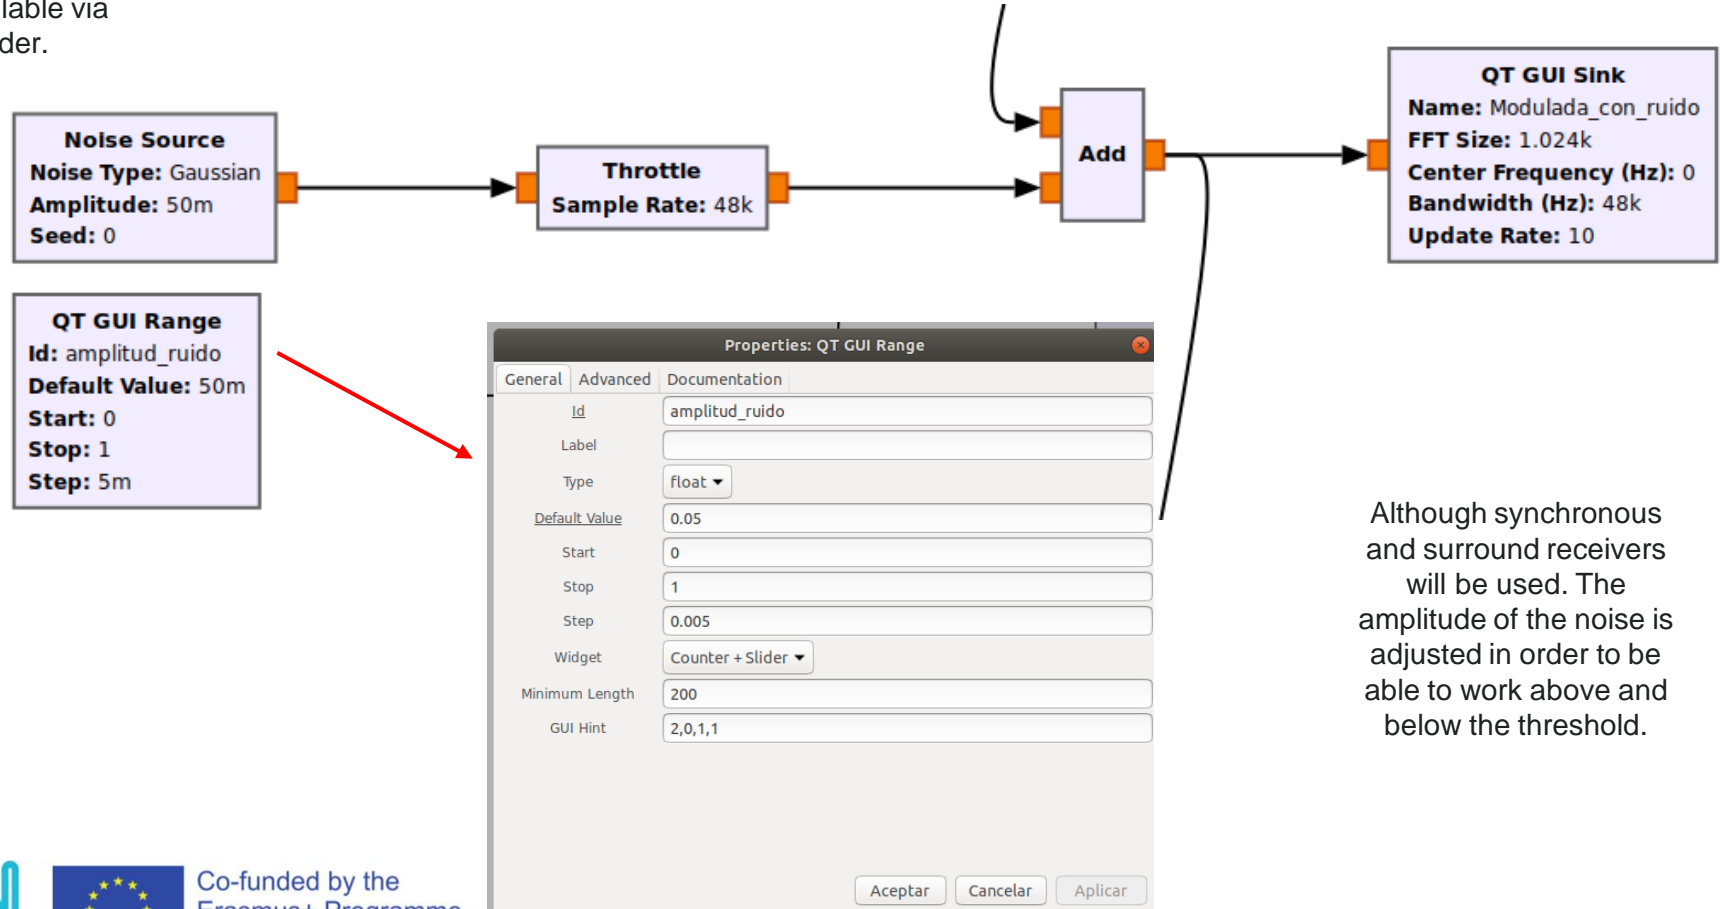 via
Noise Source
Noise Type: Gaussian
Amplitude: 50m
Seed: 0
Throttle
Sample Rate: 48k
Add
QT GUI Sink
Name: Modulada_con_ruido
FFT Size: 1.024k
Center Frequency (Hz): 0
Bandwidth (Hz): 48k
Update Rate: 10
QT GUI Range
Id: amplitud_ruido
Default Value: 50m
Start: 0
Stop: 1
Step: 5m
Properties: QT GUI Range
General Advanced Documentation
Id amplitud_ruido
Label
Type float
Default Value 0.05
Start 0
Stop 1
Step 0.005
Widget Counter + Slider
Minimum Length 200
GUI Hint 2,0,1,1
Aceptar Cancelar Aplicar
Although synchronous
and surround receivers
will be used. The
amplitude of the noise is
adjusted in order to be
able to work above and
below the threshold.
Co-funded by the
Erasmus+ Programme